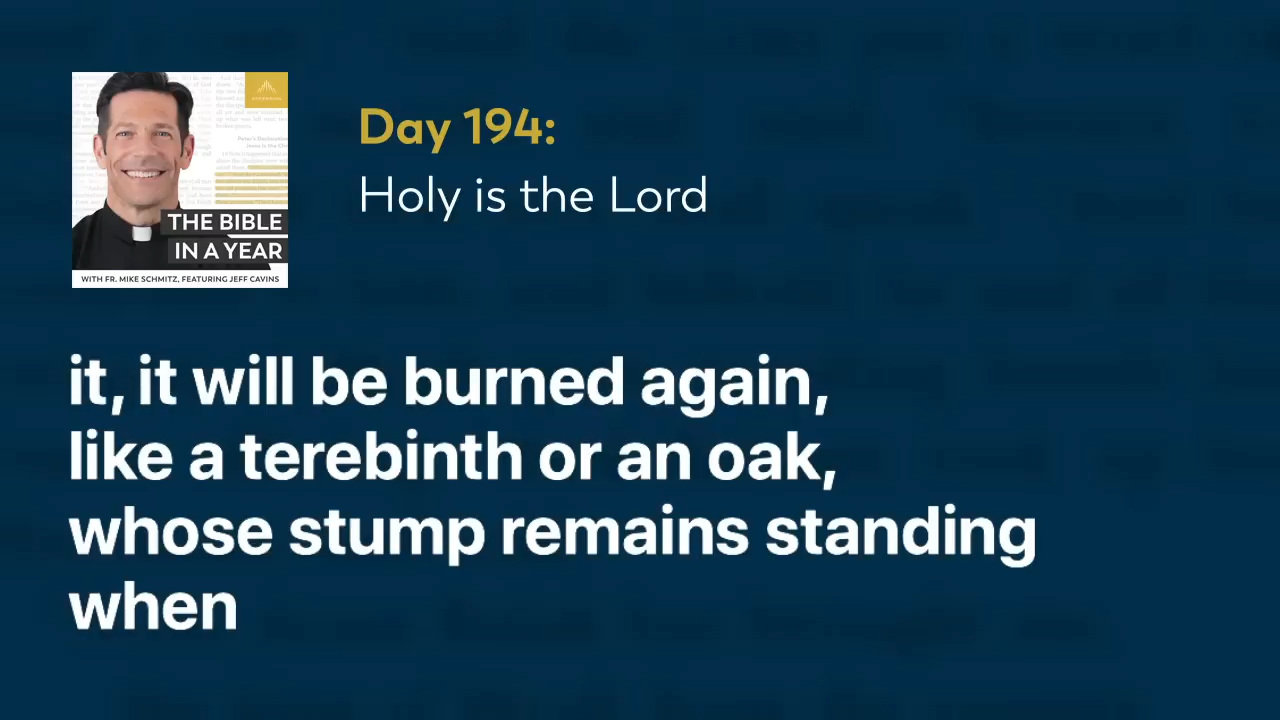 THE BIBLE
IN A YEAR
WITH FR. MIKE SCHMITZ, FEATURING JEFF CAVINS
Day 194:
Holy is the Lord
it, it will be burned again,
like a terebinth or an oak,
whose stump remains standing
when